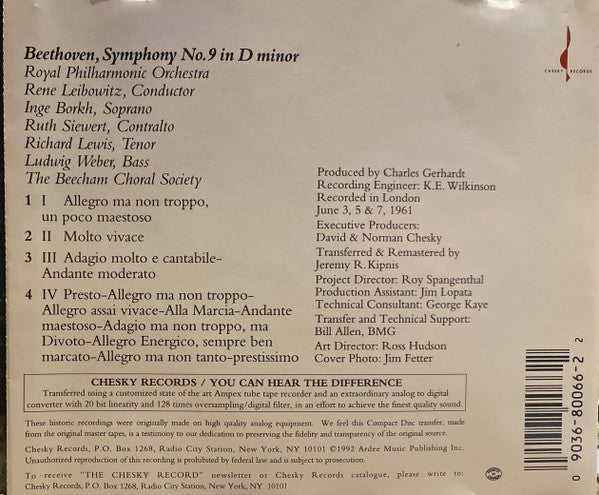 Beethoven, Symphony No.9 in D minor
Royal Philharmonic Orchestra
Rene Leibowitz, Conductor
Inge Borkh, Soprano
Ruth Siewert, Contralto
Richard Lewis, Tenor
Ludwig Weber, Bass
The Beecham Choral Society
1 I Allegro ma non troppo,
un poco maestoso
2 II Molto vivace
3 III Adagio molto e cantabile-
Andante moderato
4 IV Presto-Allegro ma non troppo-
Allegro assai vivace-Alla Marcia-Andante
maestoso-Adagio ma non troppo, ma
Divoto-Allegro Energico, sempre ben
marcato-Allegro ma non tanto-prestissimo
CHESKY RECORDS
Produced by Charles Gerhardt
Recording Engineer: K.E. Wilkinson
Recorded in London
June 3, 5 & 7, 1961
Executive Producers:
David & Norman Chesky
Transferred & Remastered by
Jeremy R. Kipnis
Project Director: Roy Spangenthal
Production Assistant: Jim Lopata
Technical Consultant: George Kaye
Transfer and Technical Support:
Bill Allen, BMG
Art Director: Ross Hudson
Cover Photo: Jim Fetter
CHESKY RECORDS / YOU CAN HEAR THE DIFFERENCE
Transferred using a customized state of the art Ampex tube tape recorder and an extraordinary analog to digital
converter with 20 bit linearity and 128 times oversampling/digital filter, in an effort to achieve the finest quality sound.
These historic recordings were originally made on high quality analog equipment. We feel this Compact Disc transfer, made
from the original master tapes, is a testimony to our dedication to preserving the fidelity and transparency of the original source.
Chesky Records, P.O. Box 1268, Radio City Station, New York, NY 10101 ©1992 Ardee Music Publishing Inc.
Unauthorized reproduction of this recording is prohibited by federal law and is subject to prosecution.
To receive "THE CHESKY RECORD" newsletter or Chesky Records catalogue, please write to:
Chesky Records, P.O. Box 1268, Radio City Station, New York, NY 10101
0 9036-80066-2 2